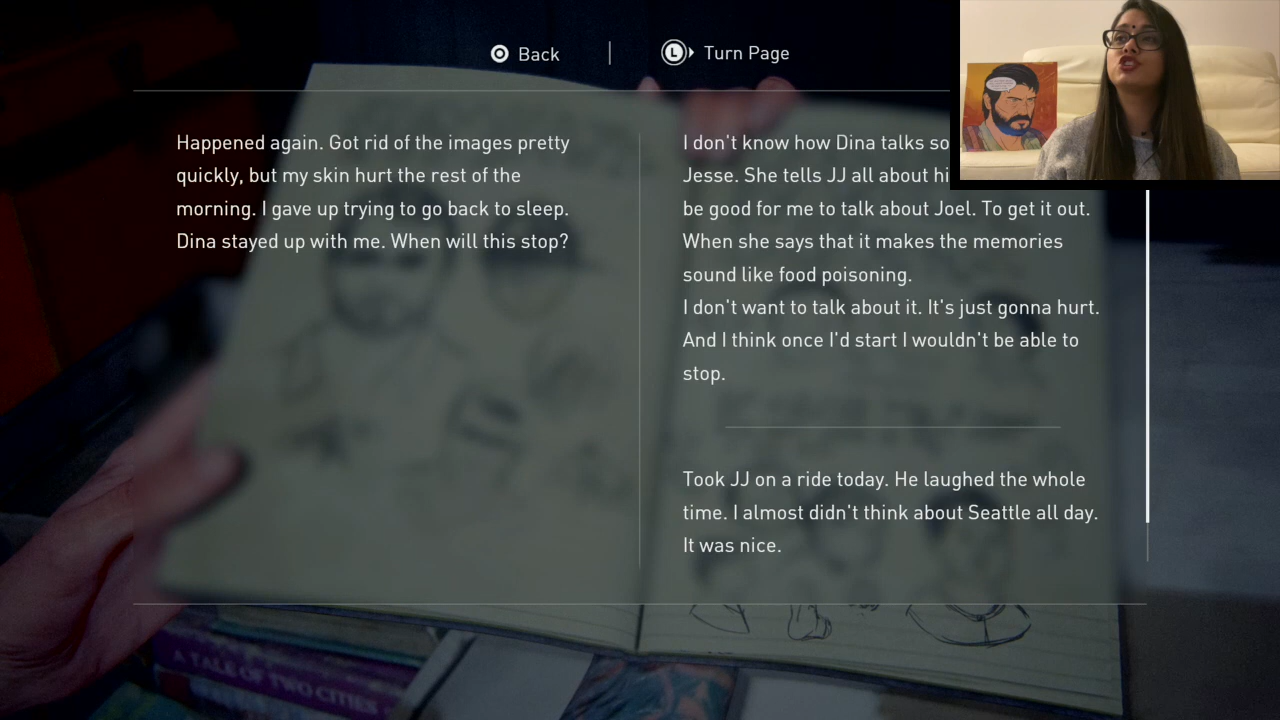 Back
Turn Page
Happened again. Got rid of the images pretty
quickly, but my skin hurt the rest of the
morning. I gave up trying to go back to sleep.
Dina stayed up with me. When will this stop?
I don't know how Dina talks so
Jesse. She tells JJ all about
be good for me to talk about Joel. To get it out.
When she says that it makes the memories
sound like food poisoning.
I don't want to talk about it. It's just gonna hurt.
And I think once I'd start I wouldn't be able to
stop.
Took JJ on a ride today. He laughed the whole
time. I almost didn't think about Seattle all day.
It was nice.
A TALE OF TWO CITIES